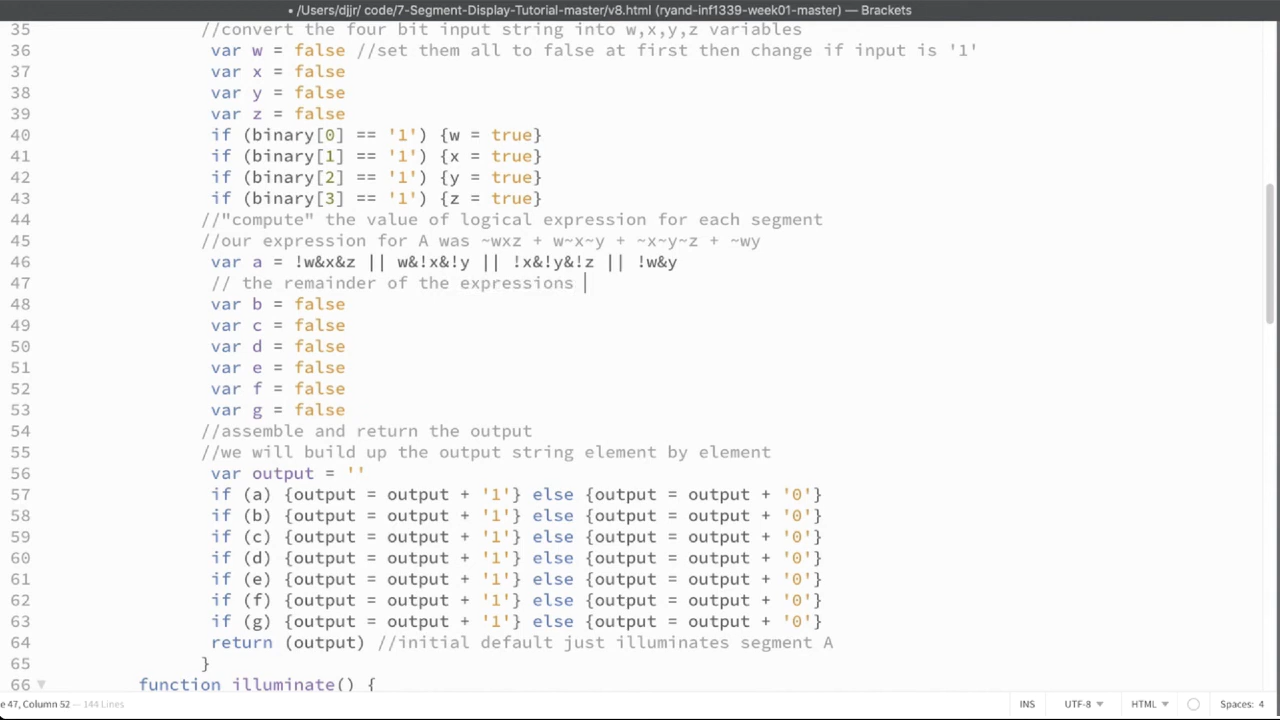 /Users/djjr/ code/7-Segment-Display-Tutorial-master/v8.html (ryand-inf1339-week01-master) — Brackets
35 //convert the four bit input string into w,x,y,z variables
36 var w = false //set them all to false at first then change if input is '1'
37 var x = false
38 var y = false
39 var z = false
40 if (binary[0] == '1') {w = true}
41 if (binary[1] == '1') {x = true}
42 if (binary[2] == '1') {y = true}
43 if (binary[3] == '1') {z = true}
44 //"compute" the value of logical expression for each segment
45 //our expression for A was ~wxz + w~x~y + ~x~y~z + ~wy
46 var a = !w&x&z || w&!x&!y || !x&!y&!z || !w&y
47 // the remainder of the expressions
48 var b = false
49 var c = false
50 var d = false
51 var e = false
52 var f = false
53 var g = false
54 //assemble and return the output
55 //we will build up the output string element by element
56 var output = ''
57 if (a) {output = output + '1'} else {output = output + '0'}
58 if (b) {output = output + '1'} else {output = output + '0'}
59 if (c) {output = output + '1'} else {output = output + '0'}
60 if (d) {output = output + '1'} else {output = output + '0'}
61 if (e) {output = output + '1'} else {output = output + '0'}
62 if (f) {output = output + '1'} else {output = output + '0'}
63 if (g) {output = output + '1'} else {output = output + '0'}
64 return (output) //initial default just illuminates segment A
65 }
66 function illuminate() {
e 47, Column 52 — 144 Lines INS UTF-8 HTML Spaces: 4